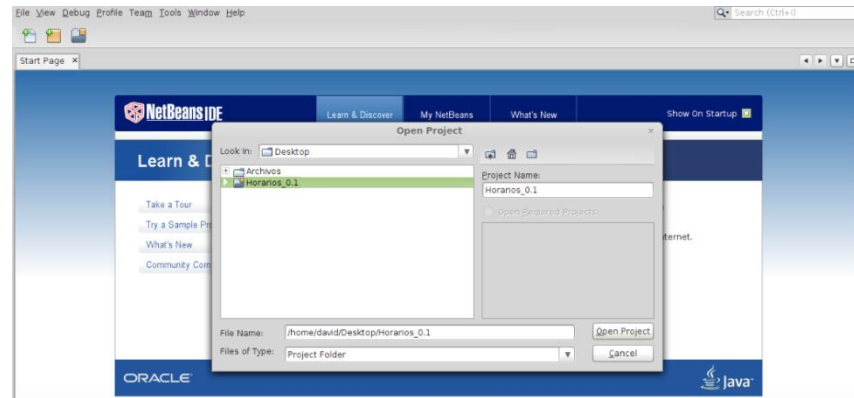 File View Debug Profile Team Tools Window Help
Search (Ctrl+I)
Start Page
NetBeans IDE
Learn & Discover My NetBeans What's New Show On Startup
Open Project
Learn & D
Look In: Desktop
Archivos
Horarios_0.1
Project Name:
Horarios_0.1
Open Required Projects:
Take a Tour
Try a Sample Pro
What's New
Community Corn
ternet.
File Name: /home/david/Desktop/Horarios_0.1 Open Project
Files of Type: Project Folder Cancel
ORACLE Java